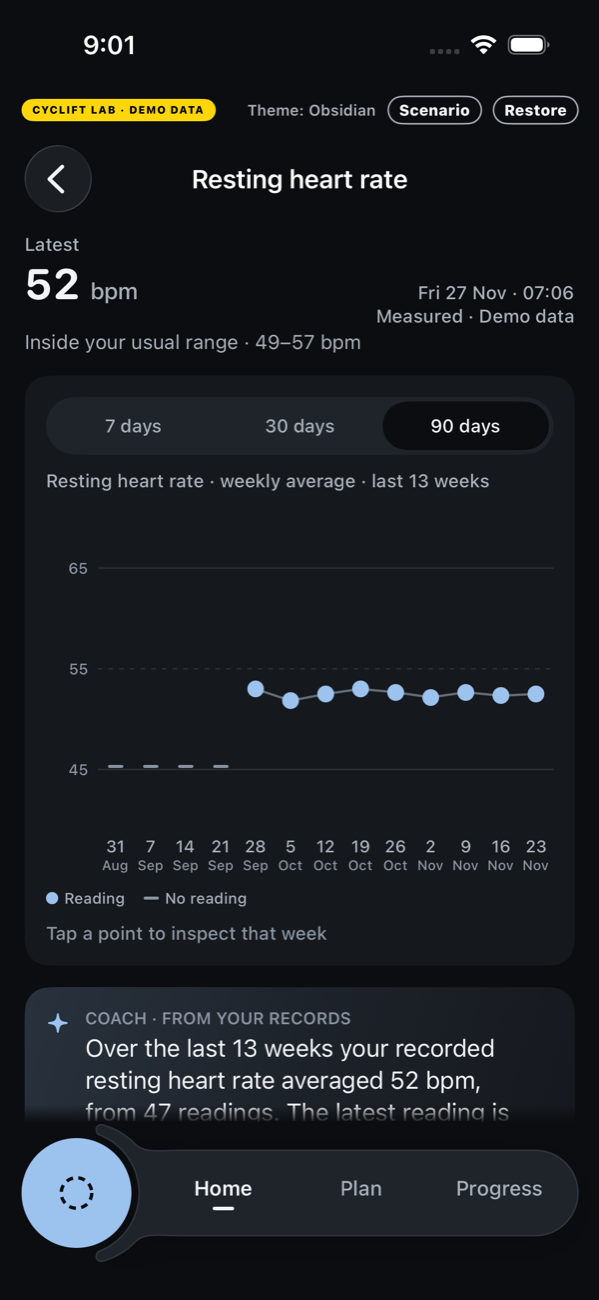 9:01
CYCLIFT LAB · DEMO DATA
Theme: Obsidian
Scenario
Restore
Resting heart rate
Latest
52 bpm
Fri 27 Nov · 07:06
Measured · Demo data
Inside your usual range · 49–57 bpm
7 days
30 days
90 days
Resting heart rate · weekly average · last 13 weeks
65
55
45
31 7 14 21 28 5 12 19 26 2 9 16 23
Aug Sep Sep Sep Sep Oct Oct Oct Oct Nov Nov Nov Nov
Reading
No reading
Tap a point to inspect that week
COACH · FROM YOUR RECORDS
Over the last 13 weeks your recorded
resting heart rate averaged 52 bpm,
from 47 readings. The latest reading is
Home
Plan
Progress